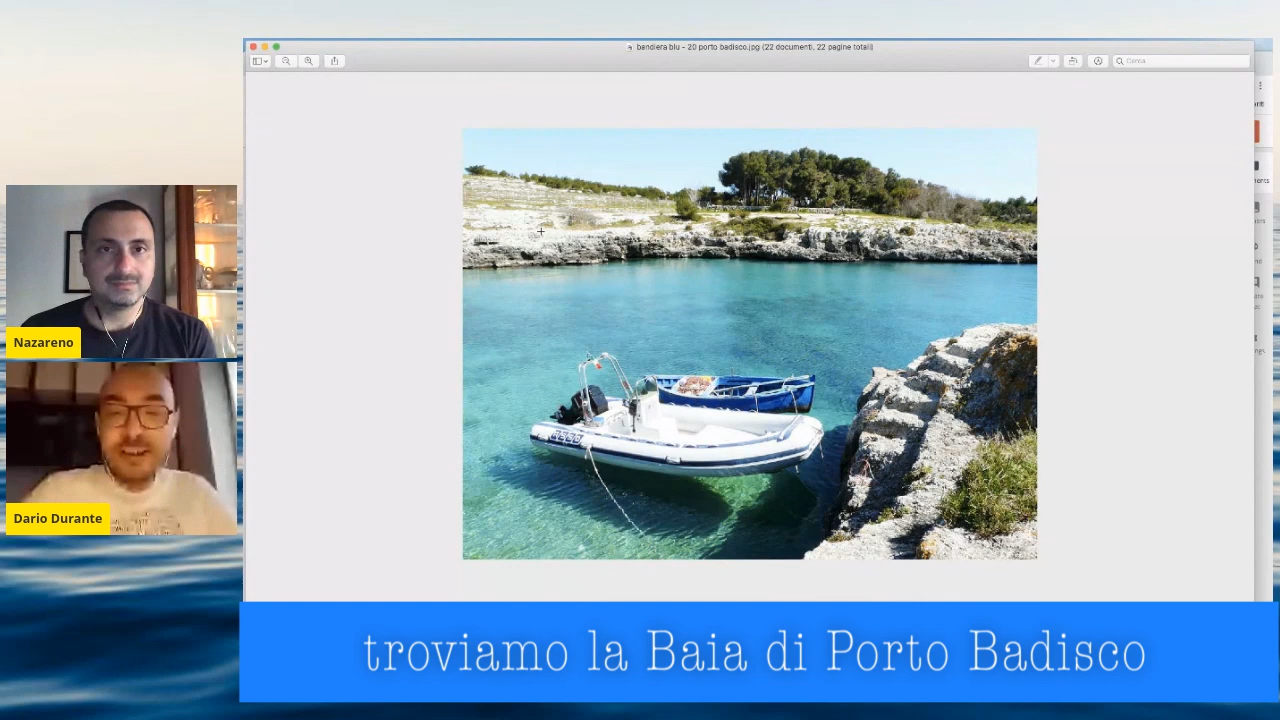 bandiera blu - 20 porto badisco.jpg (22 documenti, 22 pagine totali)
Cerca
Nazareno
Dario Durante
troviamo la Baia di Porto Badisco